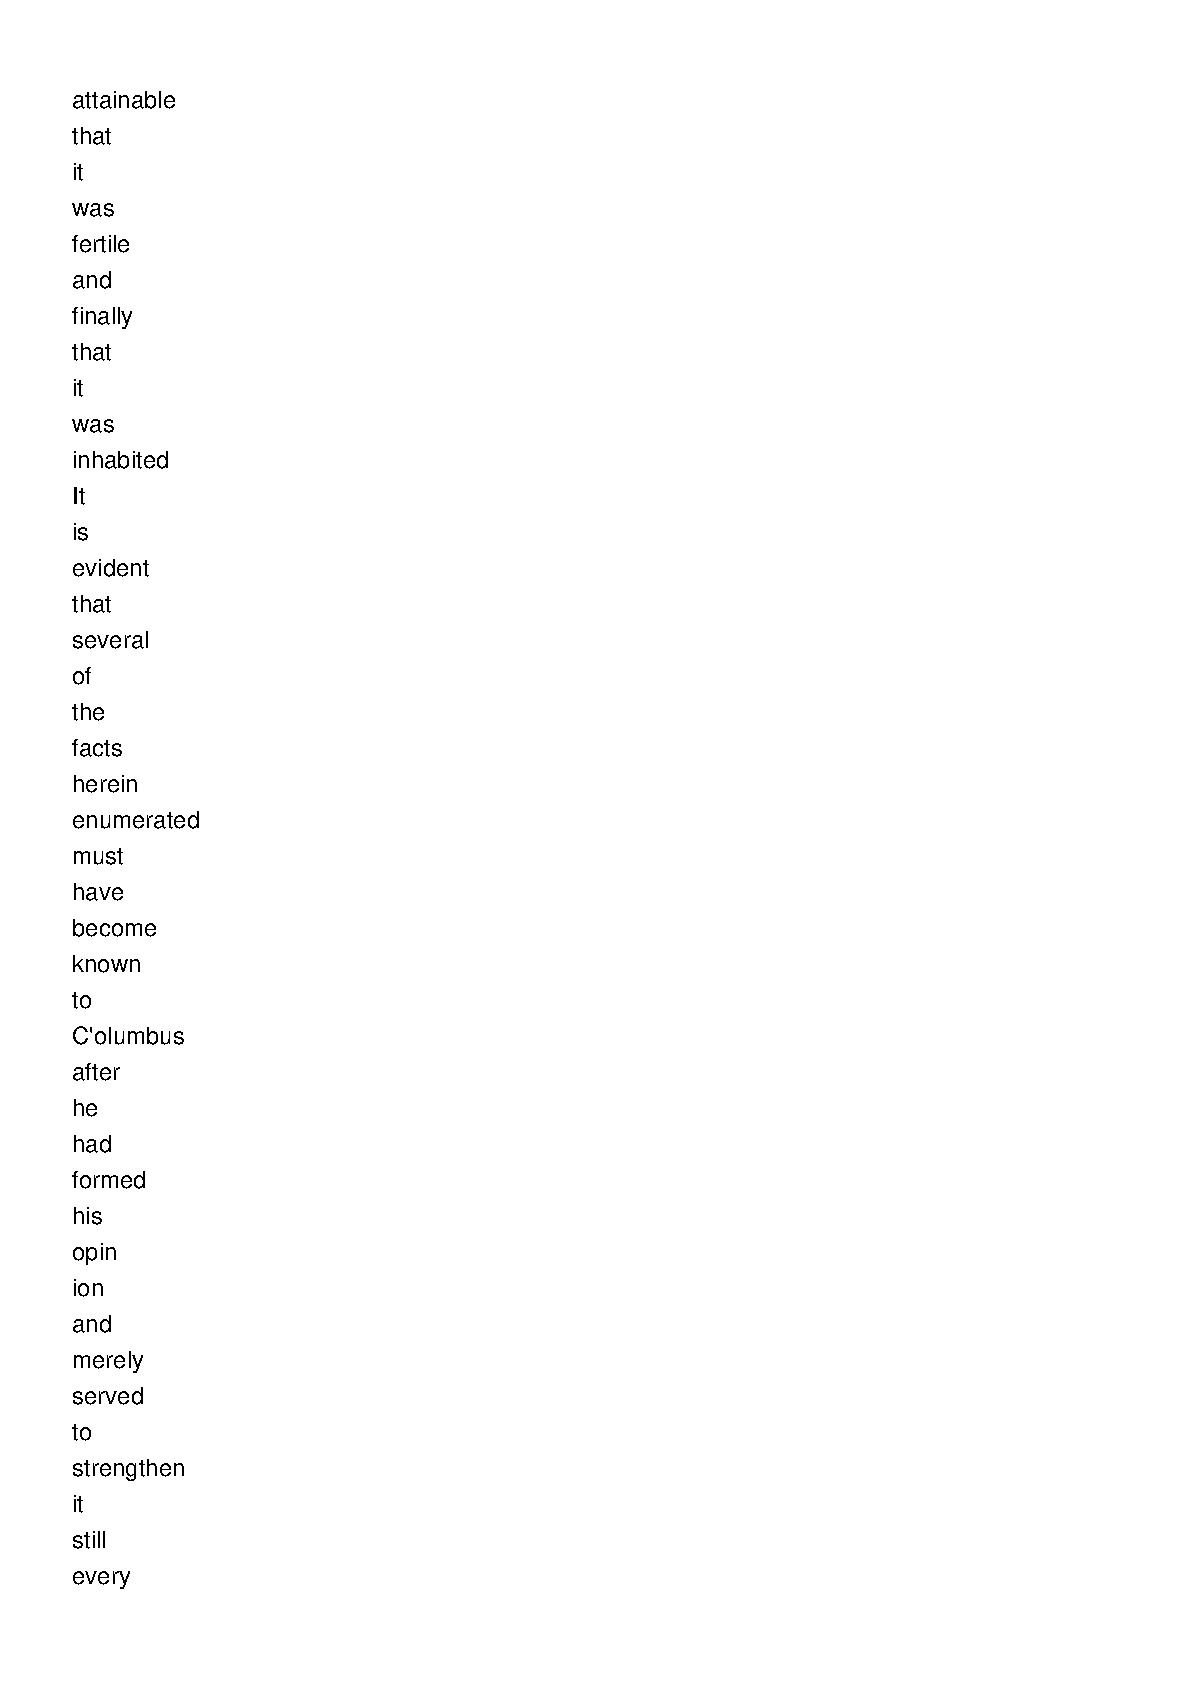 attainable
that
it
was
fertile
and
finally
that
it
was
inhabited
It
is
evident
that
several
of
the
facts
herein
enumerated
must
have
become
known
to
C'olumbus
after
he
had
formed
his
opin
ion
and
merely
served
to
strengthen
it
still
every